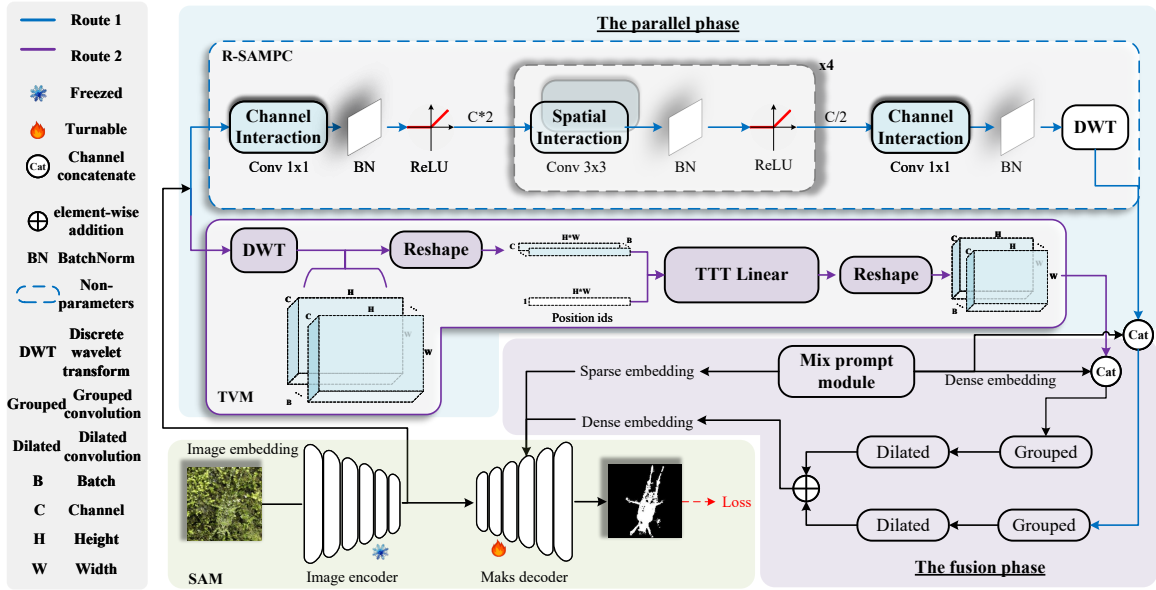 Route 1
Route 2
Freezed
Turnable
Cat
Channel
concatenate
element-wise
addition
BN BatchNorm
Non-
parameters
DWT
Discrete
wavelet
transform
Grouped
Grouped
convolution
Dilated
Dilated
convolution
B Batch
C Channel
H Height
W Width
The parallel phase
R-SAMPC
x4
Channel
Interaction
Conv 1x1
BN
ReLU
C*2
Spatial
Interaction
Conv 3x3
BN
ReLU
C/2
Channel
Interaction
Conv 1x1
BN
DWT
DWT
Reshape
C
H*W
B
1
H*W
Position ids
TTT Linear
Reshape
C
H
C
H
W
W
B
C
H
C
H
W
W
B
TVM
Cat
Cat
Mix prompt
module
Sparse embedding
Dense embedding
Dense embedding
Dilated
Grouped
Dilated
Grouped
The fusion phase
Image embedding
Image encoder
Maks decoder
Loss
SAM